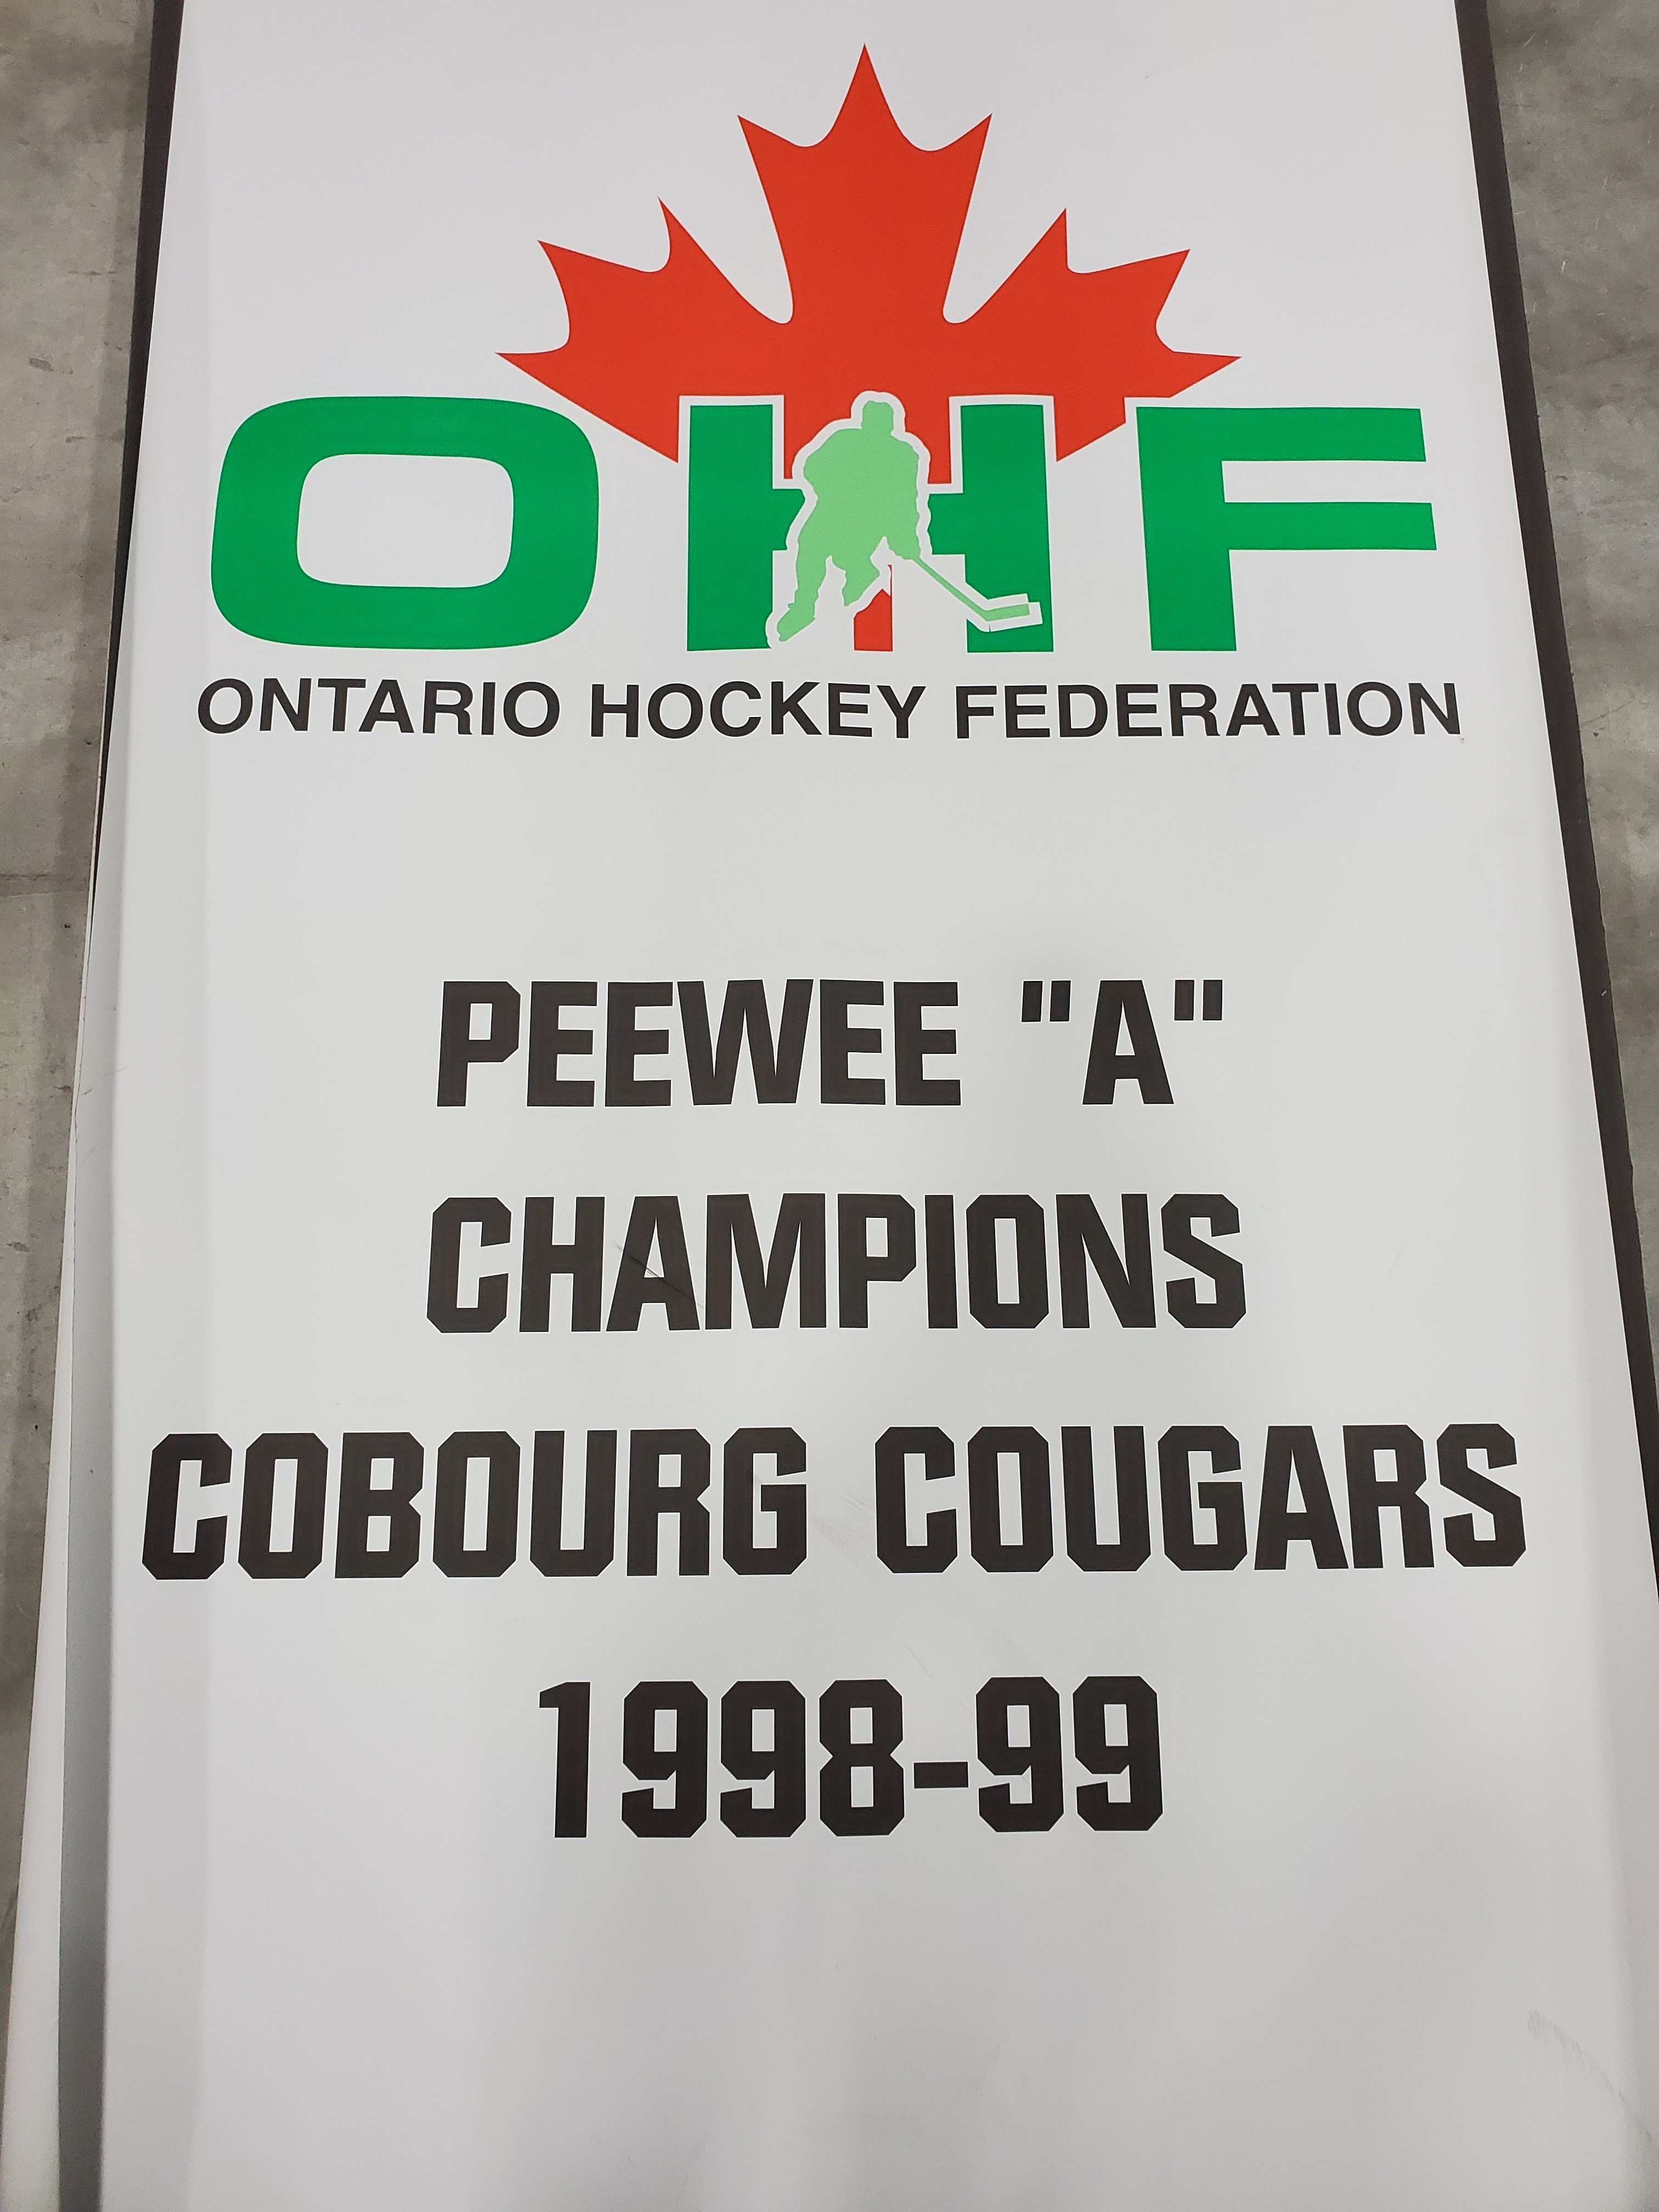 OHF
ONTARIO HOCKEY FEDERATION
PEEWEE "A"
CHAMPIONS
COBOURG COUGARS
1998-99